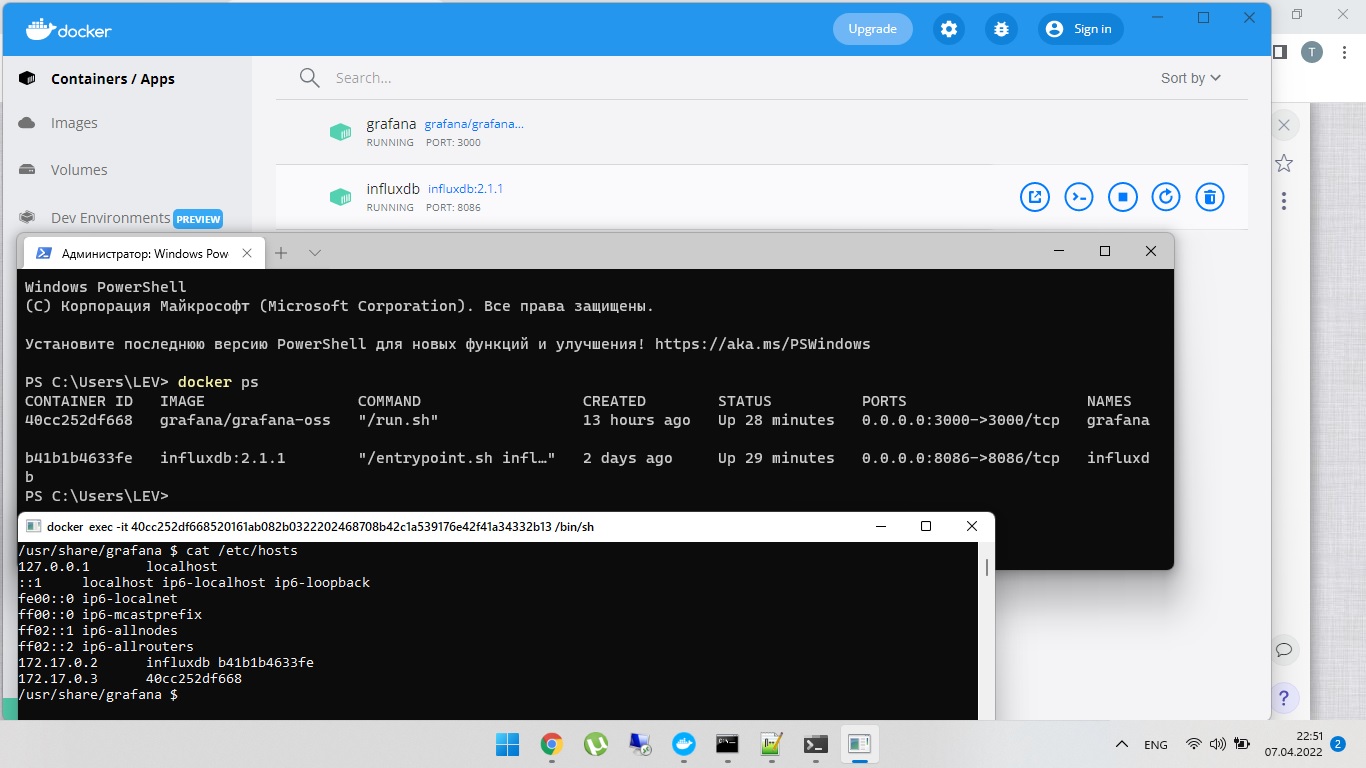 docker
Upgrade
Sign in
T
Containers / Apps
Search...
Sort by
Images
grafana grafana/grafana...
RUNNING PORT: 3000
Volumes
influxdb influxdb:2.1.1
RUNNING PORT: 8086
Dev Environments PREVIEW
Администратор: Windows Pow
Windows PowerShell
(C) Корпорация Майкрософт (Microsoft Corporation). Все права защищены.
Установите последнюю версию PowerShell для новых функций и улучшения! https://aka.ms/PSWindows
PS C:\Users\LEV> docker ps
CONTAINER ID IMAGE COMMAND CREATED STATUS PORTS NAMES
40cc252df668 grafana/grafana-oss "/run.sh" 13 hours ago Up 28 minutes 0.0.0.0:3000->3000/tcp grafana
b41b1b4633fe influxdb:2.1.1 "/entrypoint.sh infl…" 2 days ago Up 29 minutes 0.0.0.0:8086->8086/tcp influxd
b
PS C:\Users\LEV>
docker exec -it 40cc252df668520161ab082b0322202468708b42c1a539176e42f41a34332b13 /bin/sh
/usr/share/grafana $ cat /etc/hosts
127.0.0.1 localhost
::1 localhost ip6-localhost ip6-loopback
fe00::0 ip6-localnet
ff00::0 ip6-mcastprefix
ff02::1 ip6-allnodes
ff02::2 ip6-allrouters
172.17.0.2 influxdb b41b1b4633fe
172.17.0.3 40cc252df668
/usr/share/grafana $
?
ENG
22:51
07.04.2022
2